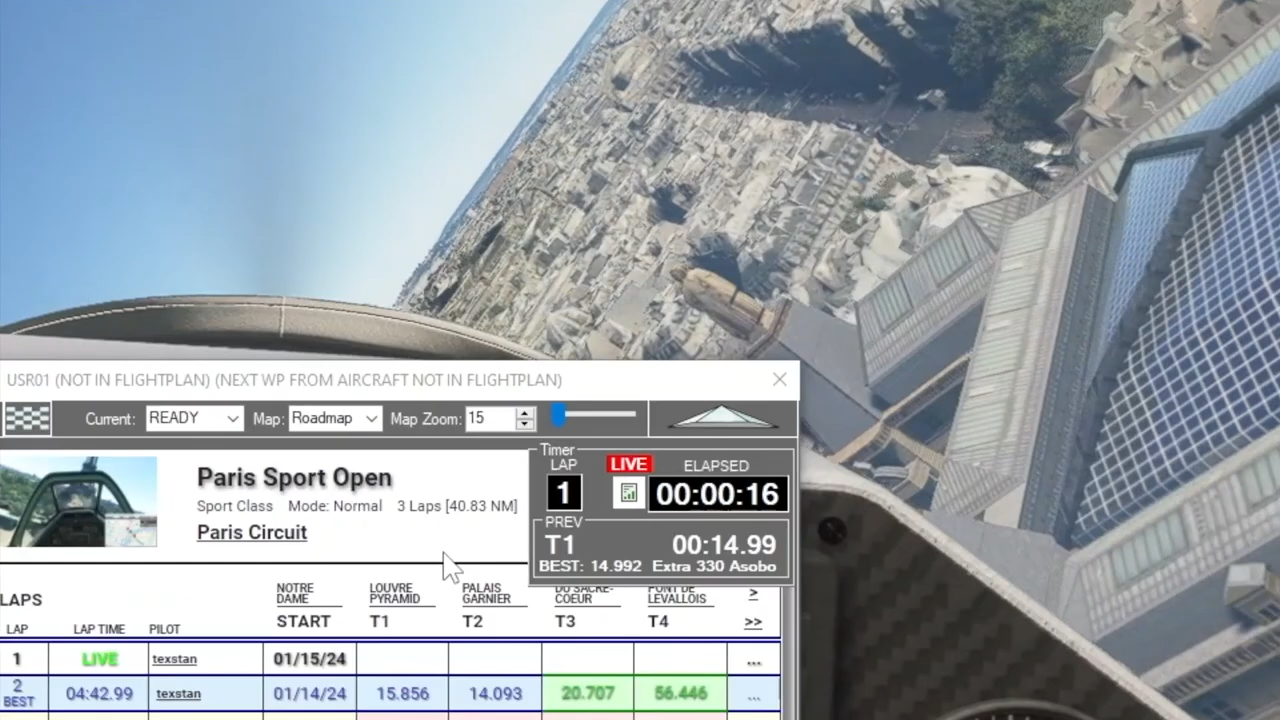 USR01 (NOT IN FLIGHTPLAN) (NEXT WP FROM AIRCRAFT NOT IN FLIGHTPLAN)
Current: READY Map: Roadmap Map Zoom: 15
Timer
LAP LIVE ELAPSED
1 00:00:16
Paris Sport Open
Sport Class Mode: Normal 3 Laps [40.83 NM]
Paris Circuit
PREV
T1 00:14.99
BEST: 14.992 Extra 330 Asobo
LAPS
NOTRE DAME LOUVRE PYRAMID PALAIS GARNIER DU SACRE-COEUR PONT DE LEVALLOIS >
START T1 T2 T3 T4 >>
LAP LAP TIME PILOT
1 LIVE texstan 01/15/24 ...
2 BEST 04:42.99 texstan 01/14/24 15.856 14.093 20.707 56.446 ...